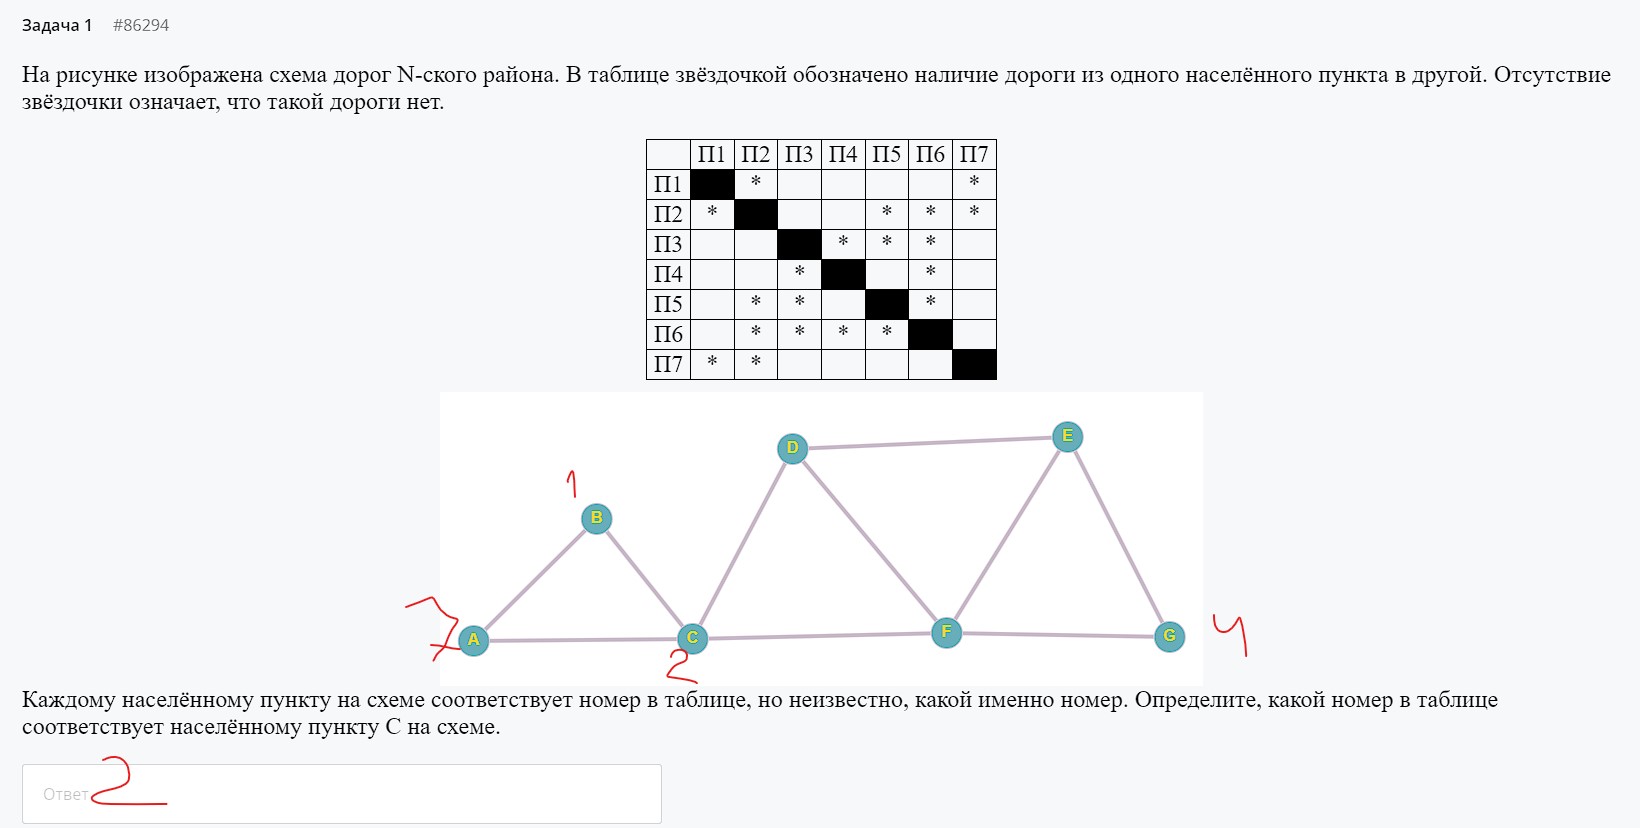 Задача 1 #86294
На рисунке изображена схема дорог N-ского района. В таблице звёздочкой обозначено наличие дороги из одного населённого пункта в другой. Отсутствие
звёздочки означает, что такой дороги нет.
П1 П2 П3 П4 П5 П6 П7
П1 * *
П2 * * * *
П3 * * *
П4 * *
П5 * * *
П6 * * * *
П7 * *
E
D
1
B
7 A C F G 4
2
Каждому населённому пункту на схеме соответствует номер в таблице, но неизвестно, какой именно номер. Определите, какой номер в таблице
соответствует населённому пункту C на схеме.
Ответ 2